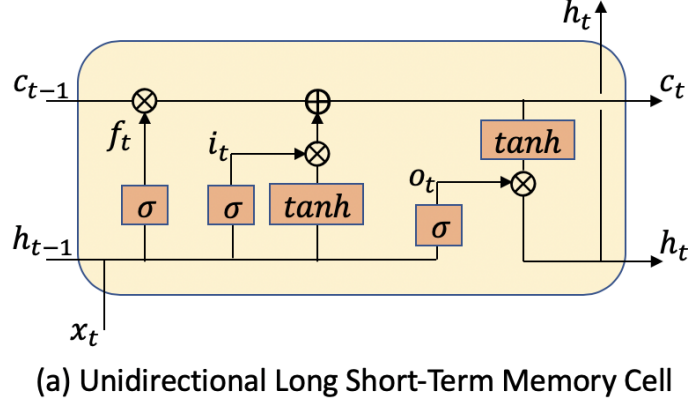 h_t
c_{t-1} ⊗ ⊕ c_t
f_t i_t ⊗ tanh
o_t ⊗
σ σ tanh σ
h_{t-1} h_t
x_t
(a) Unidirectional Long Short-Term Memory Cell